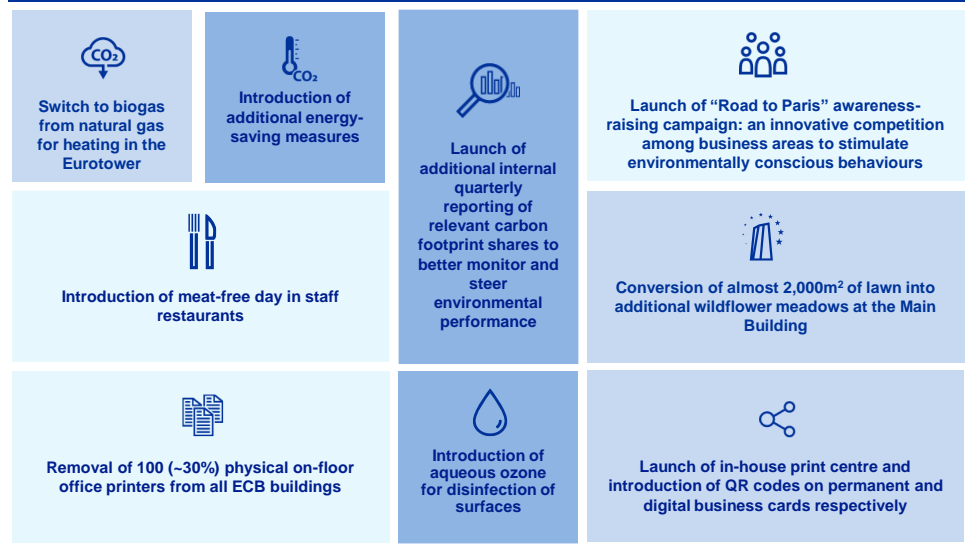 CO₂
Switch to biogas
from natural gas
for heating in the
Eurotower
CO₂
Introduction of
additional energy-
saving measures
Launch of
additional internal
quarterly
reporting of
relevant carbon
footprint shares to
better monitor and
steer
environmental
performance
Launch of “Road to Paris” awareness-
raising campaign: an innovative competition
among business areas to stimulate
environmentally conscious behaviours
Introduction of meat-free day in staff
restaurants
Conversion of almost 2,000m² of lawn into
additional wildflower meadows at the Main
Building
Removal of 100 (~30%) physical on-floor
office printers from all ECB buildings
Introduction of
aqueous ozone
for disinfection of
surfaces
Launch of in-house print centre and
introduction of QR codes on permanent and
digital business cards respectively